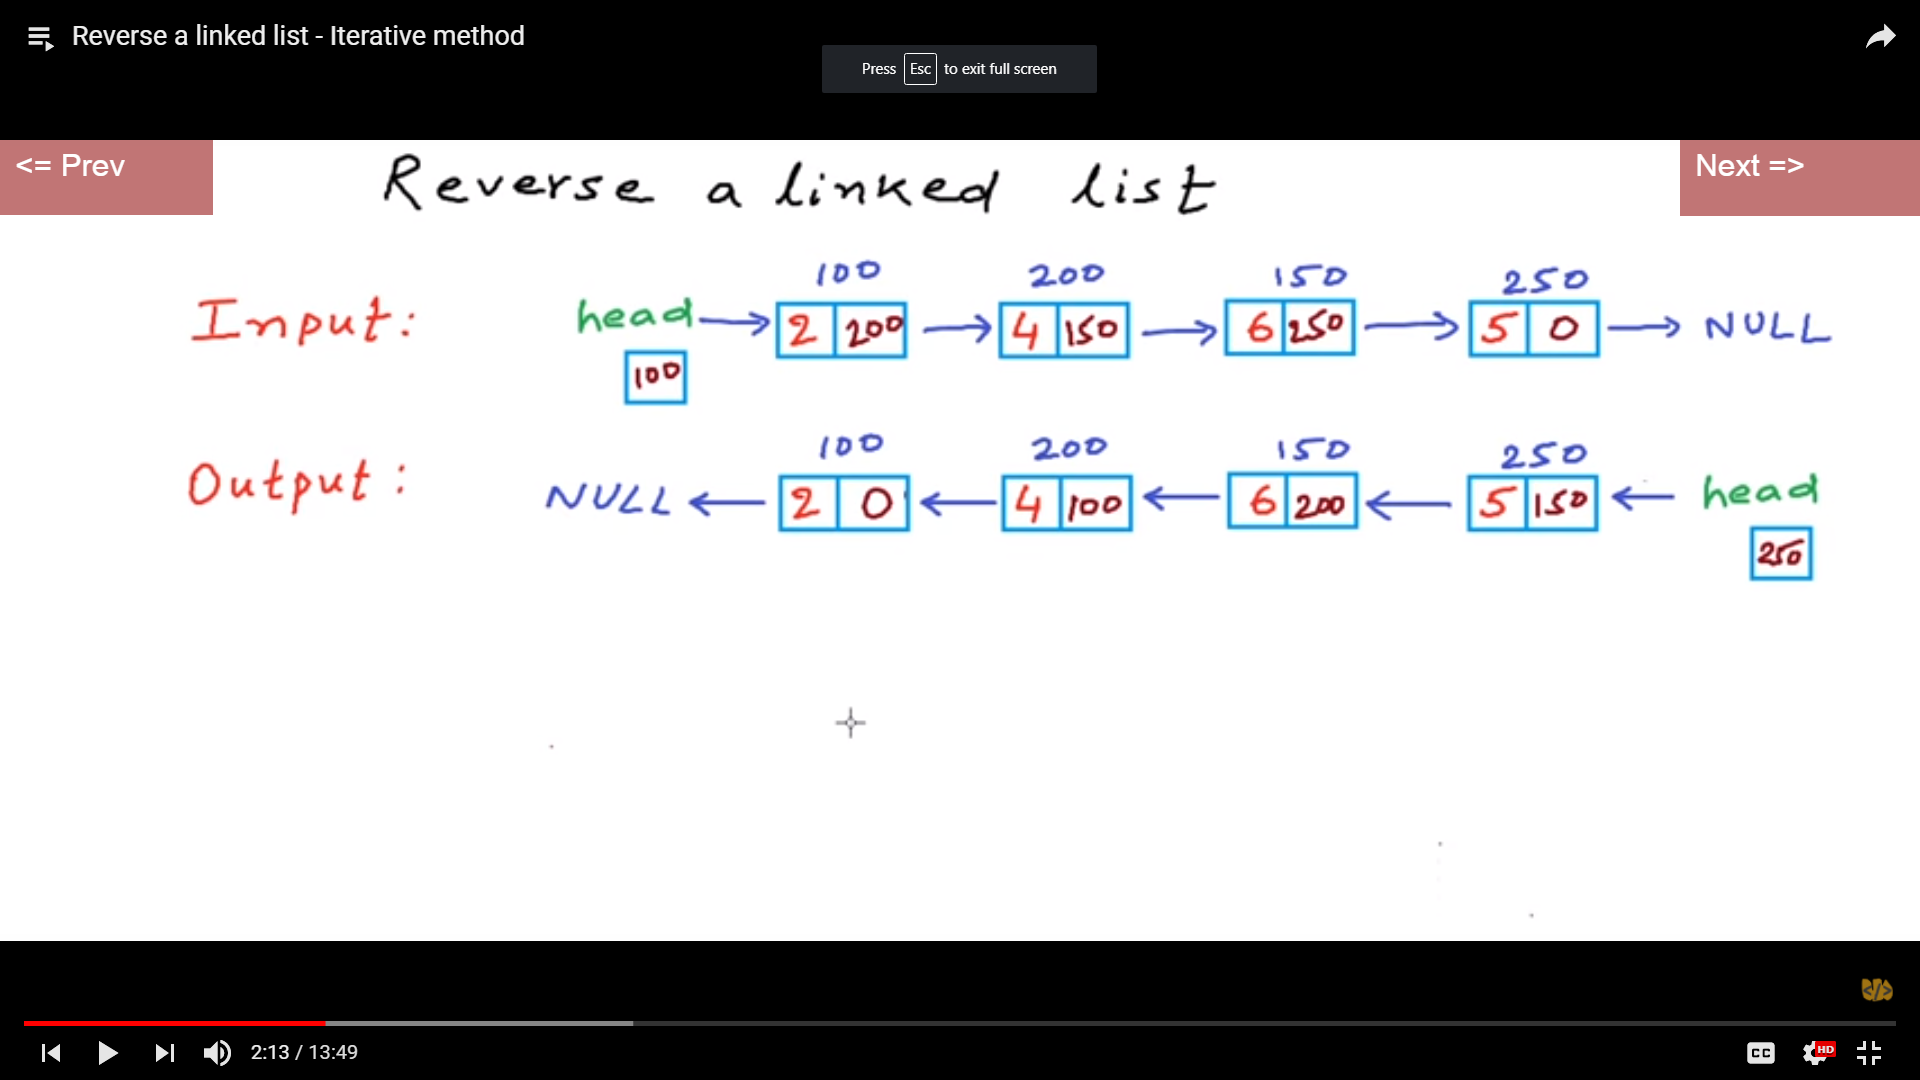 Reverse a linked list - Iterative method
Press Esc to exit full screen
<= Prev
Next =>
Reverse a linked list
100 200 150 250
Input: head 2 200 4 150 6 250 5 0 NULL
100
100 200 150 250
Output: NULL 2 0 4 100 6 200 5 150 head
250
</>
2:13 / 13:49
CC HD